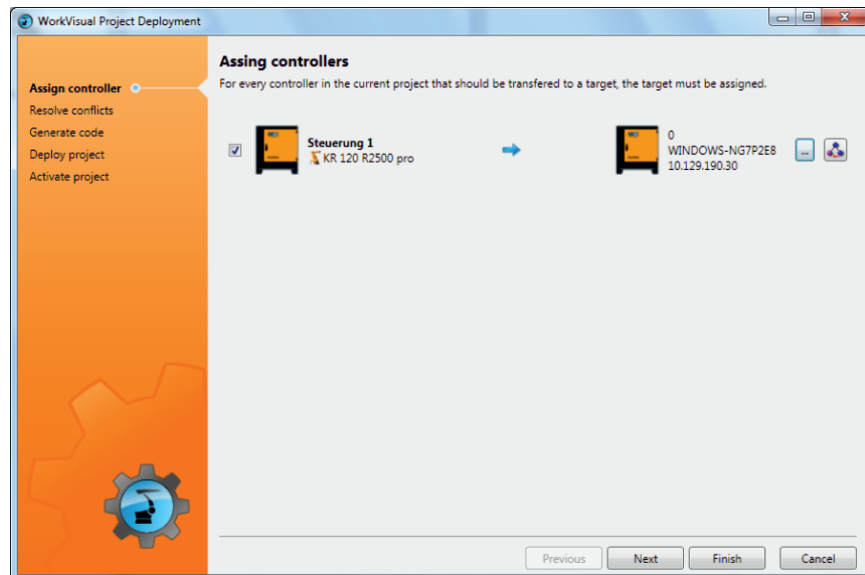 WorkVisual Project Deployment
Assign controller
Resolve conflicts
Generate code
Deploy project
Activate project
Assing controllers
For every controller in the current project that should be transfered to a target, the target must be assigned.
Steuerung 1
KR 120 R2500 pro
0
WINDOWS-NG7P2E8
10.129.190.30
...
Previous
Next
Finish
Cancel